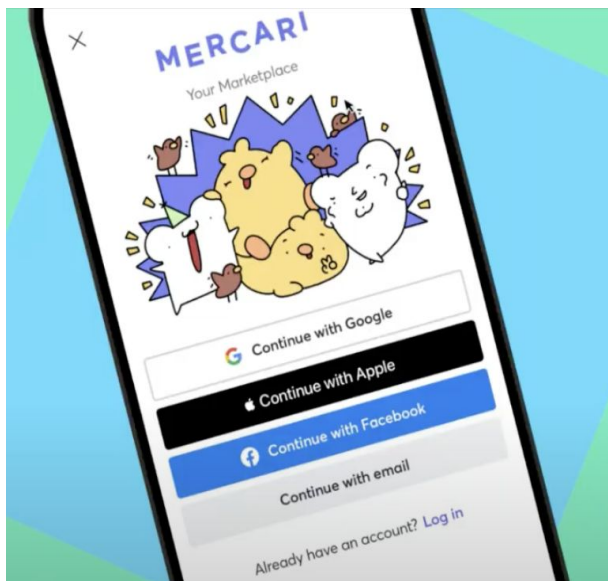 MERCARI
Your Marketplace
Continue with Google
Continue with Apple
Continue with Facebook
Continue with email
Already have an account? Log in